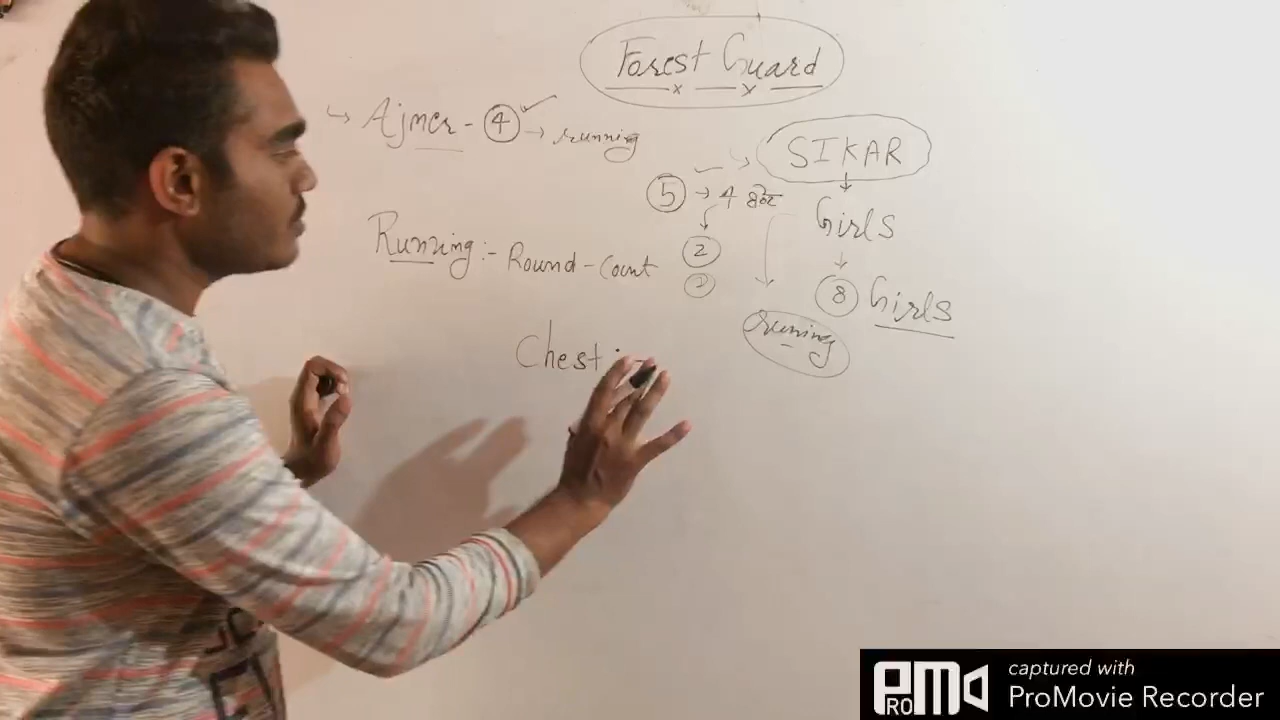 Forest Guard
Ajmer - 4 → running
SIKAR
5 → 4 घंटे
Girls
2
Running :- Round - Count
8 Girls
running
Chest
captured with
PRO M
ProMovie Recorder